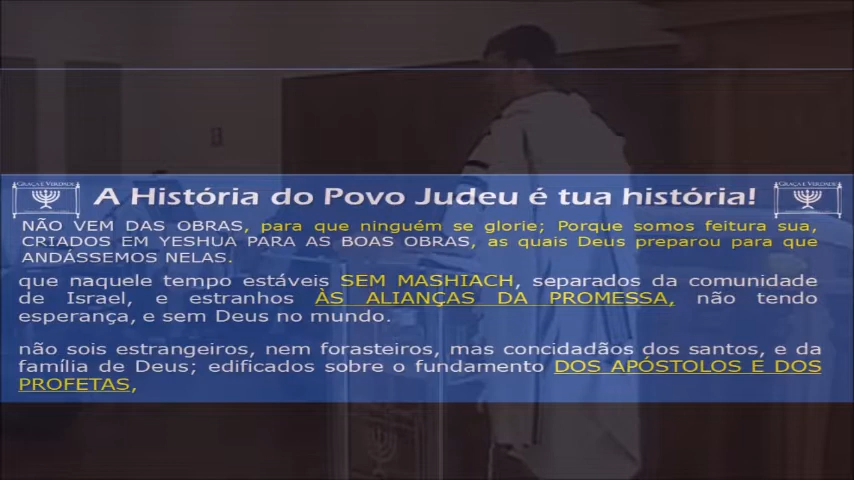 GRAÇA E VERDADE
A História do Povo Judeu é tua história!
GRAÇA E VERDADE
NÃO VEM DAS OBRAS, para que ninguém se glorie; Porque somos feitura sua,
CRIADOS EM YESHUA PARA AS BOAS OBRAS, as quais Deus preparou para que
ANDÁSSEMOS NELAS.
que naquele tempo estáveis SEM MASHIACH, separados da comunidade
de Israel, e estranhos ÀS ALIANÇAS DA PROMESSA, não tendo
esperança, e sem Deus no mundo.
não sois estrangeiros, nem forasteiros, mas concidadãos dos santos, e da
família de Deus; edificados sobre o fundamento DOS APÓSTOLOS E DOS
PROFETAS,